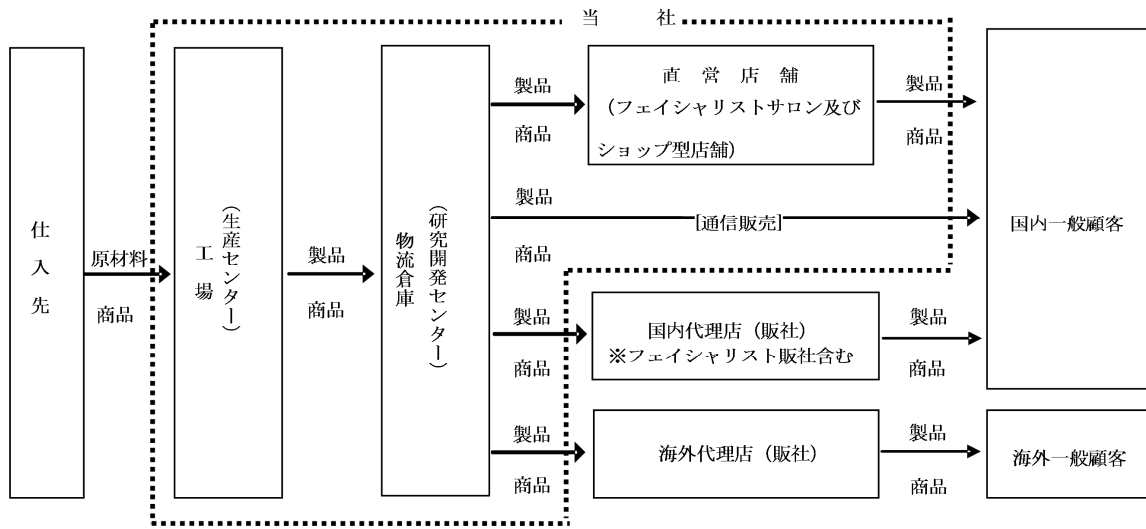 当　社
仕入先
原材料
商品
工場
（生産センター）
製品
商品
物流倉庫
（研究開発センター）
製品
商品
直営店舗
（フェイシャリストサロン及び
ショップ型店舗）
製品
商品
製品
[通信販売]
商品
国内一般顧客
製品
商品
国内代理店（販社）
※フェイシャリスト販社含む
製品
商品
製品
商品
海外代理店（販社）
製品
商品
海外一般顧客